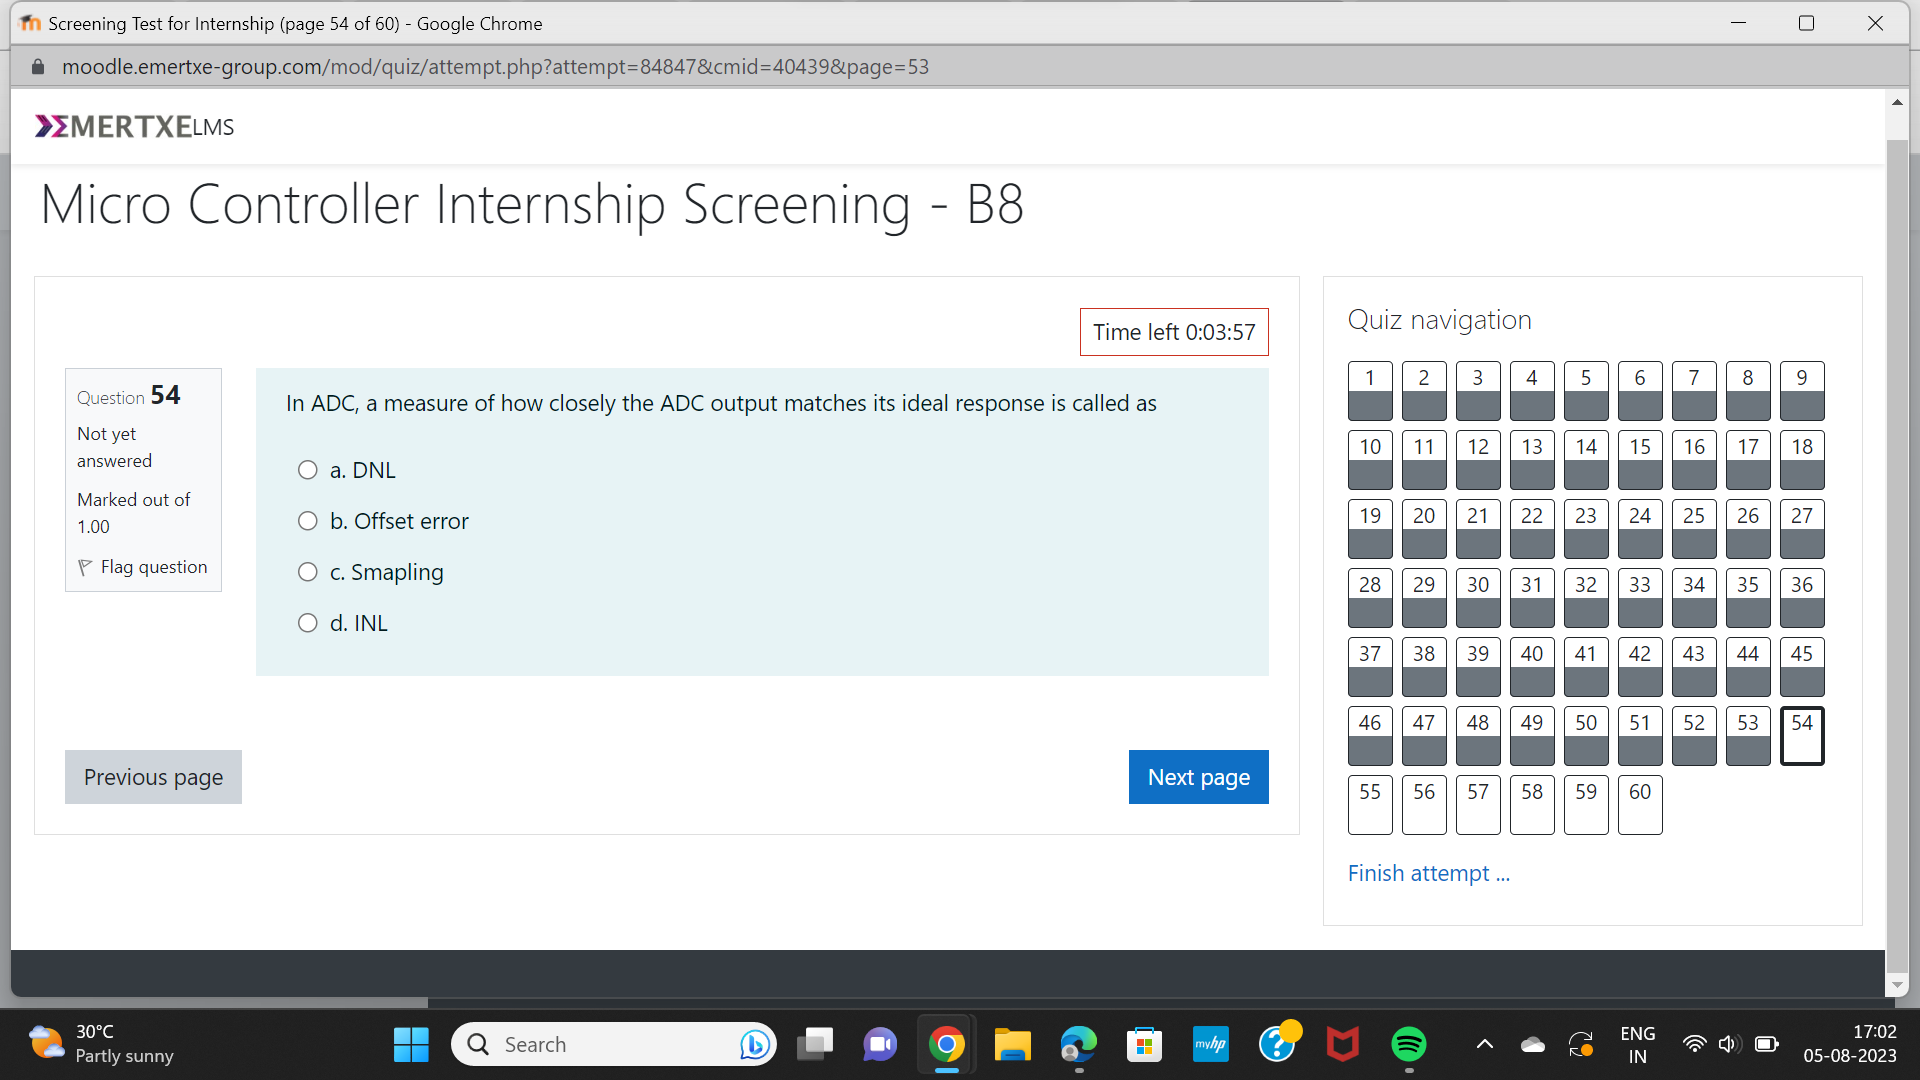 Screening Test for Internship (page 54 of 60) - Google Chrome
moodle.emertxe-group.com/mod/quiz/attempt.php?attempt=84847&cmid=40439&page=53
EMERTXE LMS
Micro Controller Internship Screening - B8
Time left 0:03:57
Question 54
Not yet
answered
Marked out of
1.00
Flag question
In ADC, a measure of how closely the ADC output matches its ideal response is called as
a. DNL
b. Offset error
c. Smapling
d. INL
Previous page
Next page
Quiz navigation
1 2 3 4 5 6 7 8 9
10 11 12 13 14 15 16 17 18
19 20 21 22 23 24 25 26 27
28 29 30 31 32 33 34 35 36
37 38 39 40 41 42 43 44 45
46 47 48 49 50 51 52 53 54
55 56 57 58 59 60
Finish attempt ...
30°C
Partly sunny
Search
myhp
ENG
IN
17:02
05-08-2023